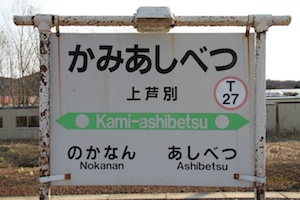 かみあしべつ
上芦別
T
27
Kami-ashibetsu
のかなん あしべつ
Nokanan Ashibetsu